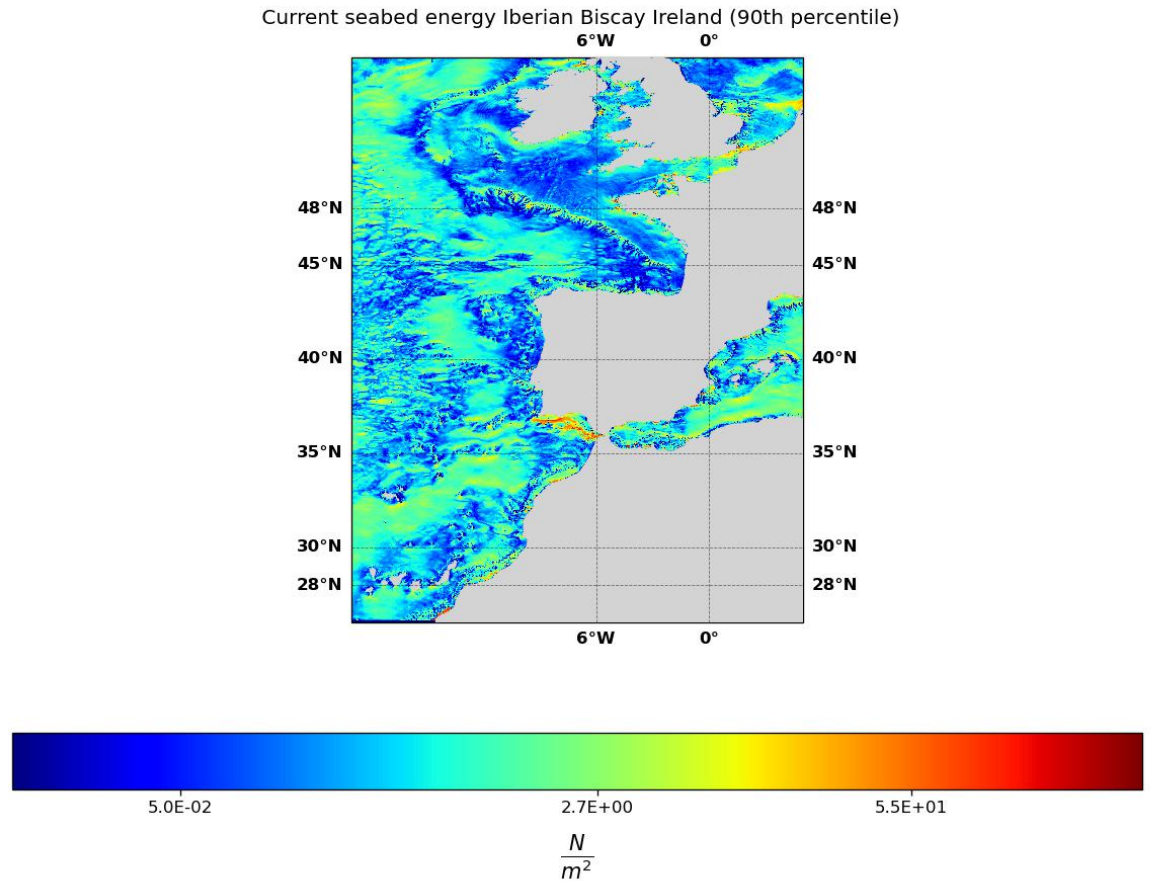 Current seabed energy Iberian Biscay Ireland (90th percentile)
6°W 0°
48°N 48°N
45°N 45°N
40°N 40°N
35°N 35°N
30°N 30°N
28°N 28°N
6°W 0°
5.0E-02 2.7E+00 5.5E+01
N
m²